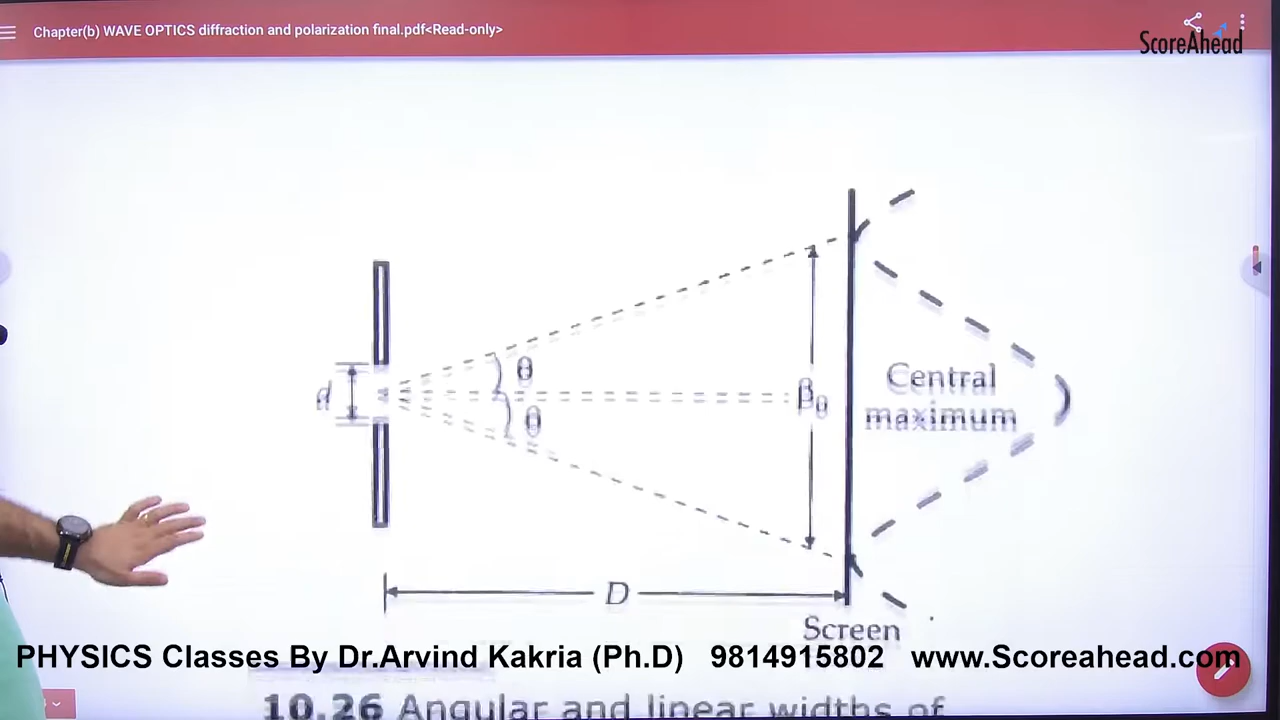 Chapter(b) WAVE OPTICS diffraction and polarization final.pdf<Read-only>
ScoreAhead
θ
d
βθ
θ
Central
maximum
D
Screen
PHYSICS Classes By Dr.Arvind Kakria (Ph.D) 9814915802 www.Scoreahead.com
10.26 Angular and linear widths of